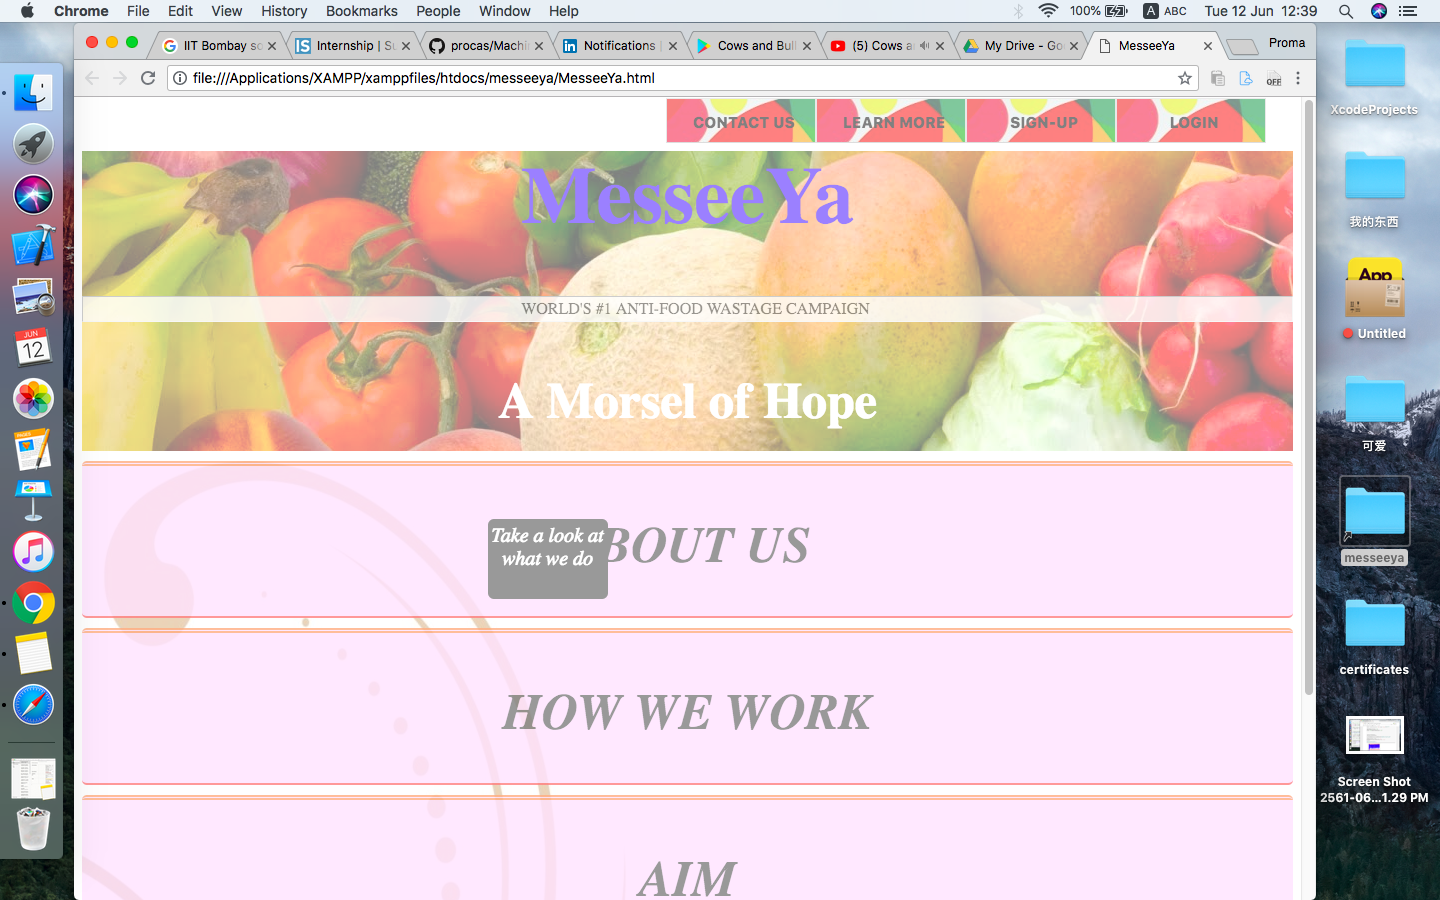 Chrome File Edit View History Bookmarks People Window Help 100% A ABC Tue 12 Jun 12:39
IIT Bombay so Internship | Su procas/Machi Notifications Cows and Bull (5) Cows a My Drive - Go MesseeYa Proma
file:///Applications/XAMPP/xamppfiles/htdocs/messeeya/MesseeYa.html OFF
CONTACT US LEARN MORE SIGN-UP LOGIN
MesseeYa
WORLD'S #1 ANTI-FOOD WASTAGE CAMPAIGN
A Morsel of Hope
Take a look at
what we do
BOUT US
HOW WE WORK
AIM
JUN
12
XcodeProjects
我的东西
App
Untitled
可爱
messeeya
certificates
Screen Shot
2561-06...1.29 PM